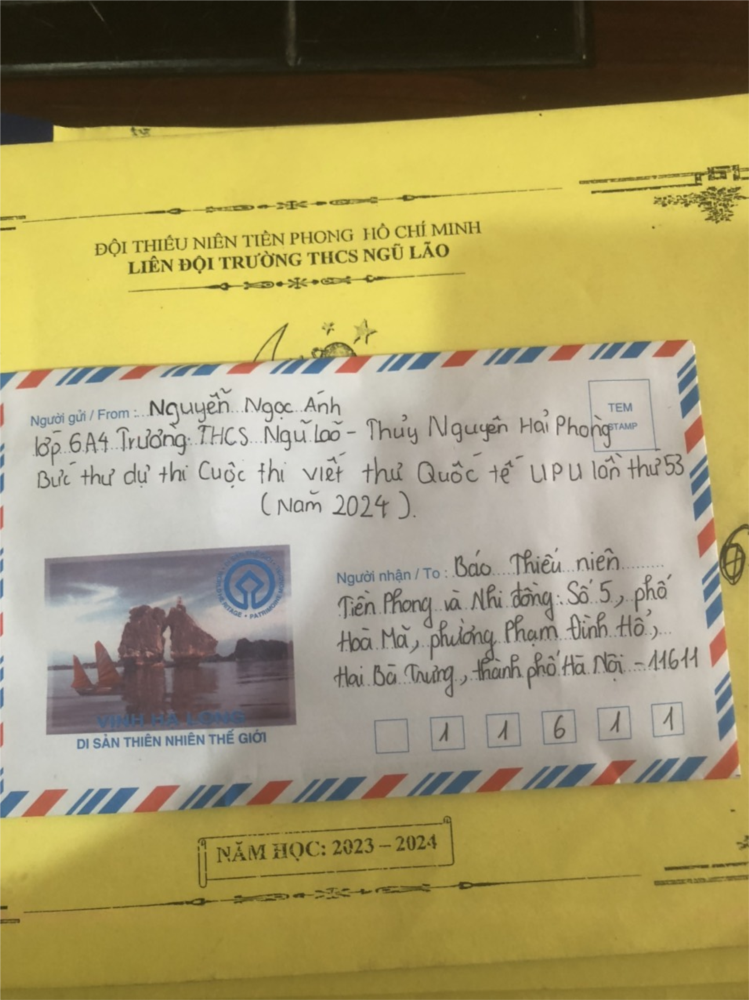 ĐỘI THIẾU NIÊN TIỀN PHONG HỒ CHÍ MINH
LIÊN ĐỘI TRƯỜNG THCS NGŨ LÃO
Người gửi / From : Nguyễn Ngọc Ánh
TEM
STAMP
lớp 6A4 Trường THCS Ngũ Lão - Thủy Nguyên Hải Phòng
Bức thư dự thi Cuộc thi viết thư Quốc tế UPU lần thứ 53
(Năm 2024).
Người nhận / To : Báo Thiếu niên
Tiền Phong và Nhi đồng: Số 5, phố
Hoà Mã, phường Phạm Đình Hổ,
Hai Bà Trưng, thành phố Hà Nội - 11611
VỊNH HẠ LONG
DI SẢN THIÊN NHIÊN THẾ GIỚI
1 1 6 1 1
NĂM HỌC: 2023 – 2024